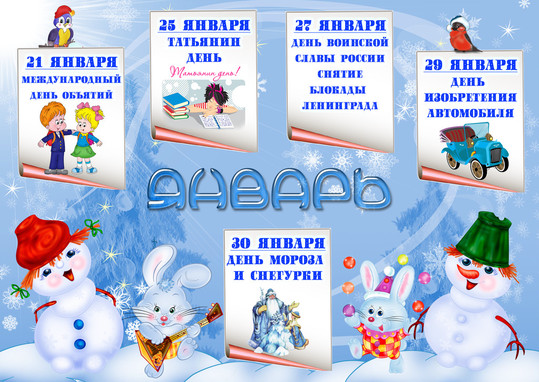 21 ЯНВАРЯ
МЕЖДУНАРОДНЫЙ
ДЕНЬ ОБЪЯТИЙ
25 ЯНВАРЯ
ТАТЬЯНИН
ДЕНЬ
Татьянин день!
27 ЯНВАРЯ
ДЕНЬ ВОИНСКОЙ
СЛАВЫ РОССИИ
СНЯТИЕ
БЛОКАДЫ
ЛЕНИНГРАДА
29 ЯНВАРЯ
ДЕНЬ
ИЗОБРЕТЕНИЯ
АВТОМОБИЛЯ
ЯНВАРЬ
30 ЯНВАРЯ
ДЕНЬ МОРОЗА
И СНЕГУРКИ